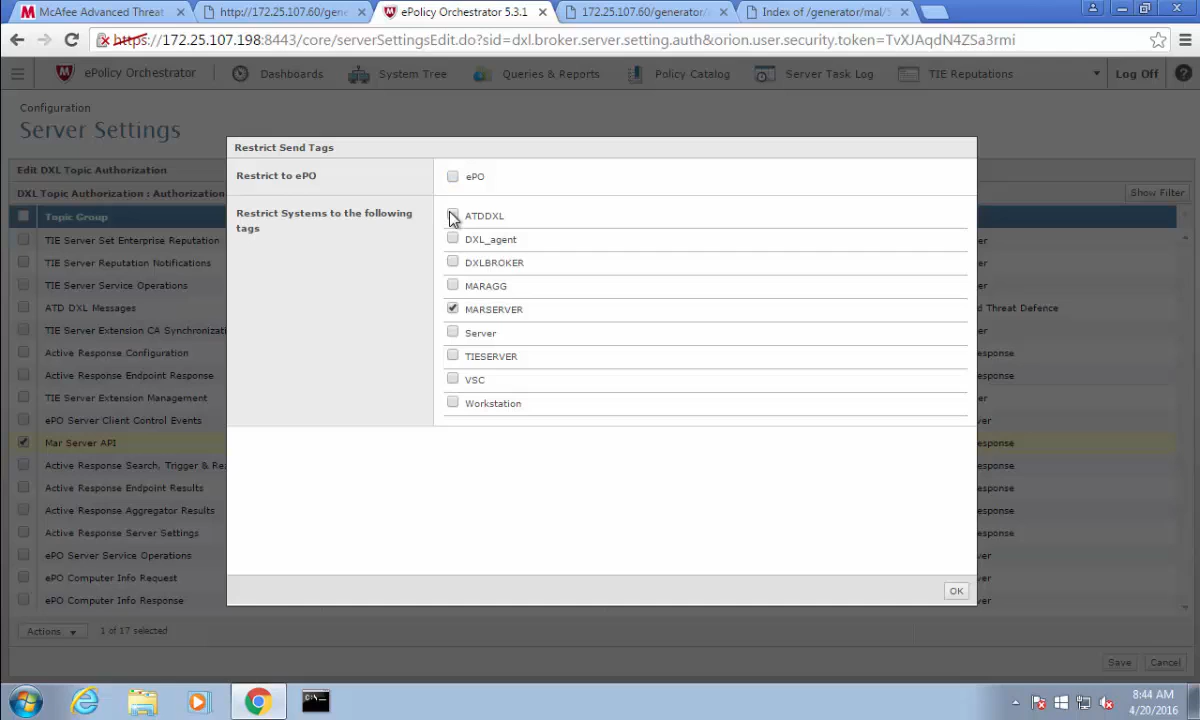 McAfee Advanced Threat
http://172.25.107.60/gene
ePolicy Orchestrator 5.3.1
172.25.107.60/generator/
Index of /generator/mal/S
https://172.25.107.198:8443/core/serverSettingsEdit.do?sid=dxl.broker.server.setting.auth&orion.user.security.token=TvXJAqdN4ZSa3rmi
ePolicy Orchestrator
Dashboards
System Tree
Queries & Reports
Policy Catalog
Server Task Log
TIE Reputations
Log Off
Configuration
Server Settings
Edit DXL Topic Authorization
DXL Topic Authorization : Authorization
Show Filter
Topic Group
TIE Server Set Enterprise Reputation
TIE Server Reputation Notifications
TIE Server Service Operations
ATD DXL Messages
TIE Server Extension CA Synchronizati
Active Response Configuration
Active Response Endpoint Response
TIE Server Extension Management
ePO Server Client Control Events
Mar Server API
Active Response Search, Trigger & Re
Active Response Endpoint Results
Active Response Aggregator Results
Active Response Server Settings
ePO Server Service Operations
ePO Computer Info Request
ePO Computer Info Response
Restrict Send Tags
Restrict to ePO
ePO
Restrict Systems to the following
tags
ATDDXL
DXL_agent
DXLBROKER
MARAGG
MARSERVER
Server
TIESERVER
VSC
Workstation
OK
d Threat Defence
Actions
1 of 17 selected
Save
Cancel
8:44 AM
4/20/2016